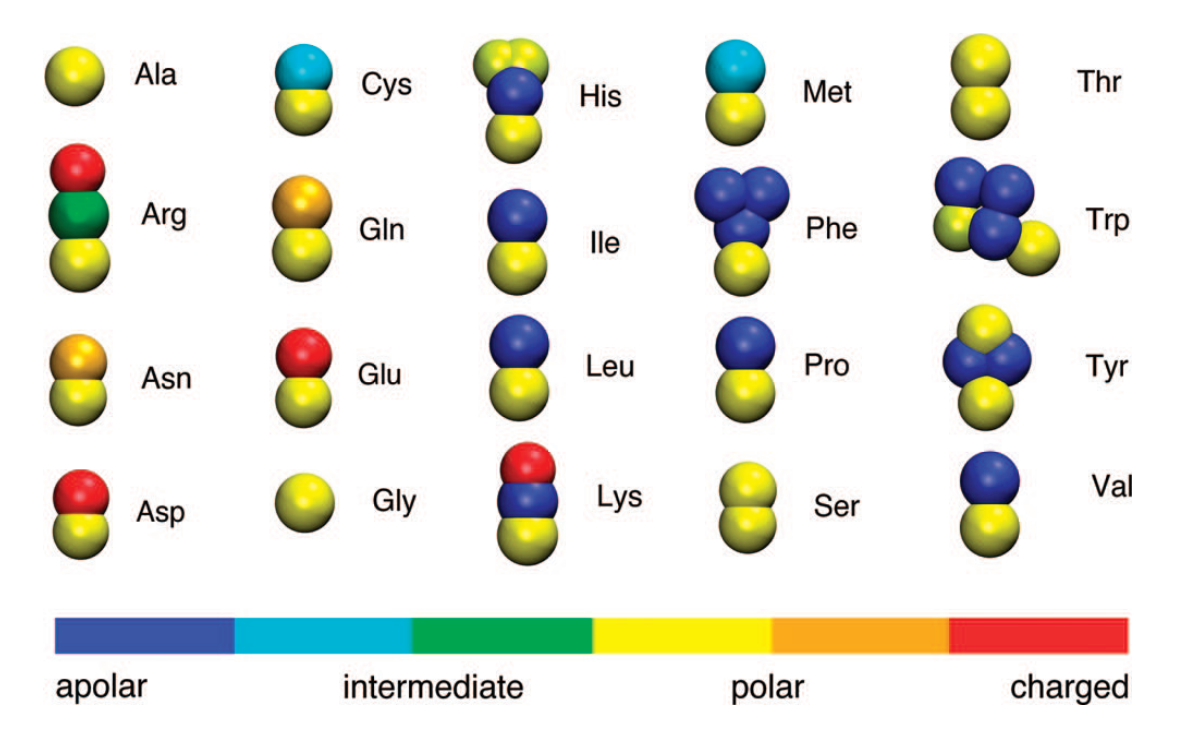 Ala
Cys
His
Met
Thr
Arg
Gln
Ile
Phe
Trp
Asn
Glu
Leu
Pro
Tyr
Asp
Gly
Lys
Ser
Val
apolar intermediate polar charged